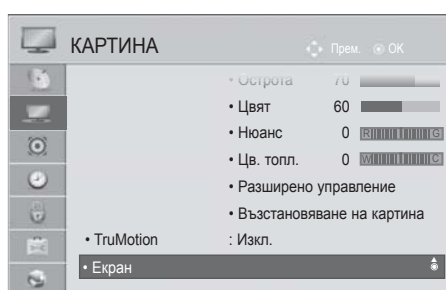 КАРТИНА
Прем. OK
• Острота 70
• Цвят 60
• Нюанс 0 R G
• Цв. топл. 0 W C
• Разширено управление
• Възстановяване на картина
• TruMotion : Изкл.
• Екран